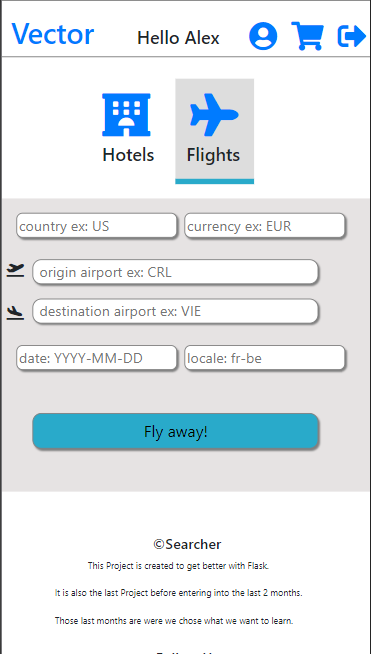 Vector Hello Alex
Hotels Flights
country ex: US currency ex: EUR
origin airport ex: CRL
destination airport ex: VIE
date: YYYY-MM-DD locale: fr-be
Fly away!
©Searcher
This Project is created to get better with Flask.
It is also the last Project before entering into the last 2 months.
Those last months are were we chose what we want to learn.